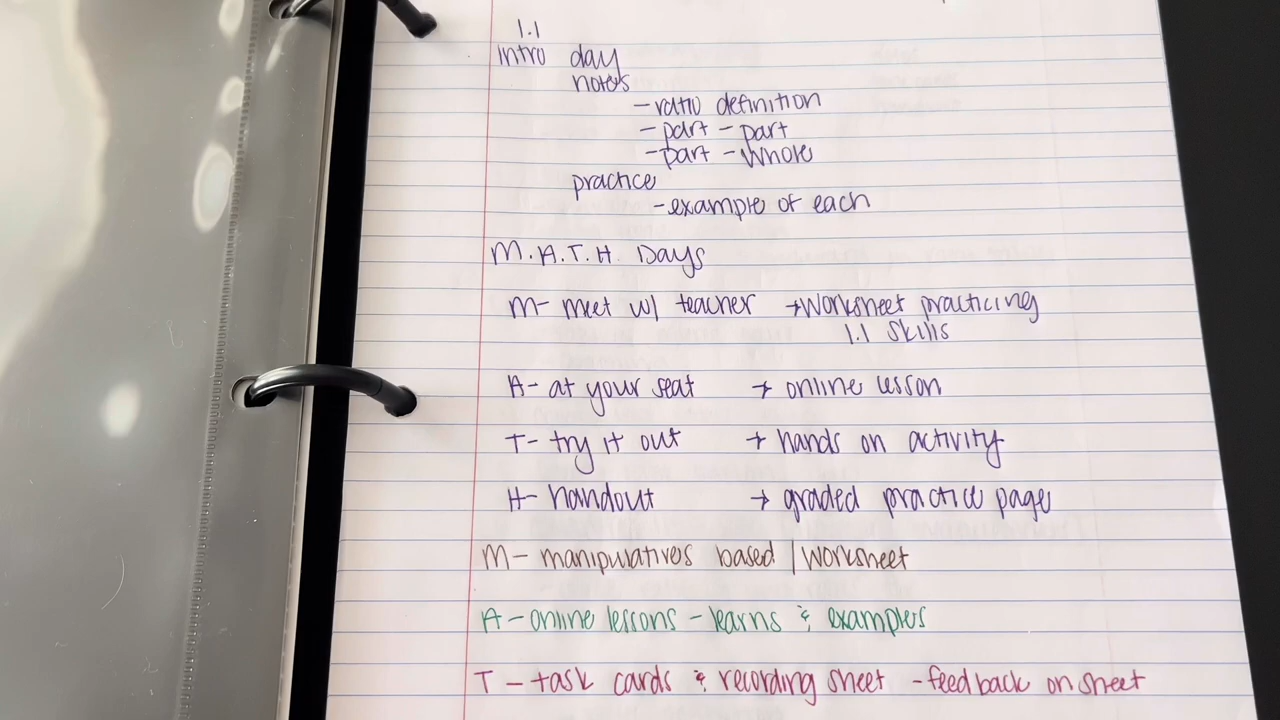 1.1
Intro day
notes
- ratio definition
- part - part
- part - whole
practice
- example of each
M.A.T.H. Days
M- meet w/ teacher → worksheet practicing
1.1 skills
A- at your seat → online lesson
T- try it out → hands on activity
H- handout → graded practice page
M- manipulatives based / worksheet
A- online lessons - learns & examples
T - task cards & recording sheet - feedback on sheet